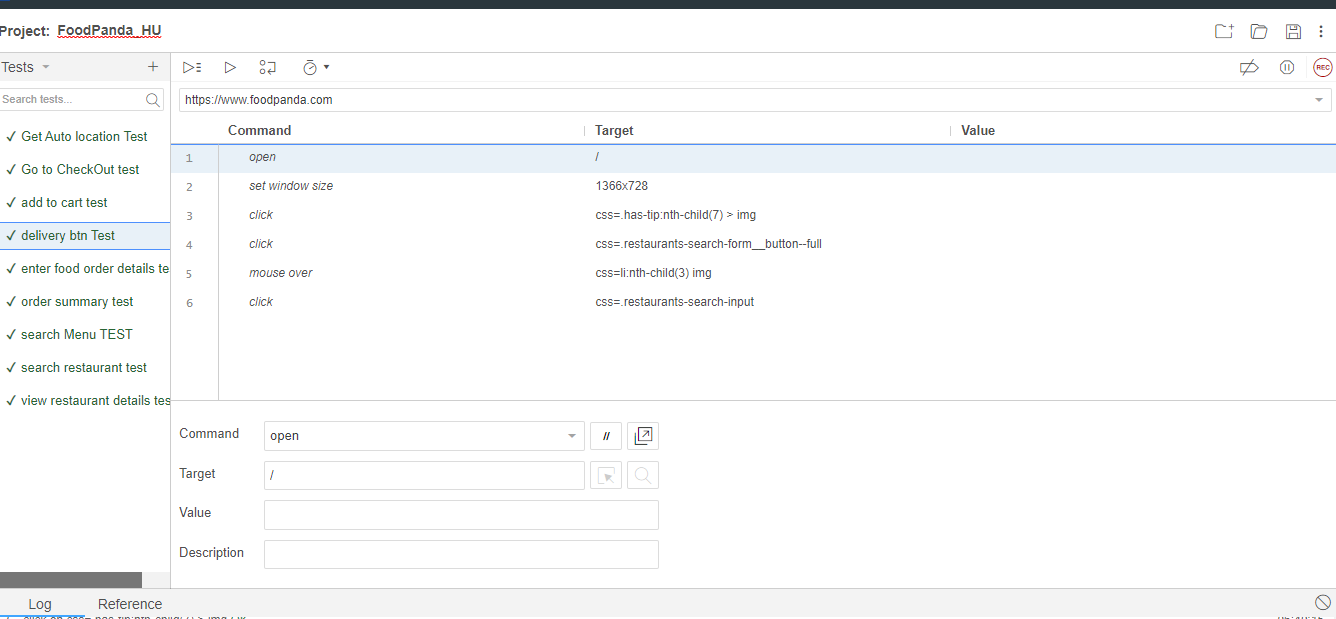 Project: FoodPanda_HU
Tests
+
Search tests...
REC
https://www.foodpanda.com
Command Target Value
✓ Get Auto location Test
✓ Go to CheckOut test
✓ add to cart test
✓ delivery btn Test
✓ enter food order details te
✓ order summary test
✓ search Menu TEST
✓ search restaurant test
✓ view restaurant details tes
1 open /
2 set window size 1366x728
3 click css=.has-tip:nth-child(7) > img
4 click css=.restaurants-search-form__button--full
5 mouse over css=li:nth-child(3) img
6 click css=.restaurants-search-input
Command open //
Target /
Value
Description
Log Reference